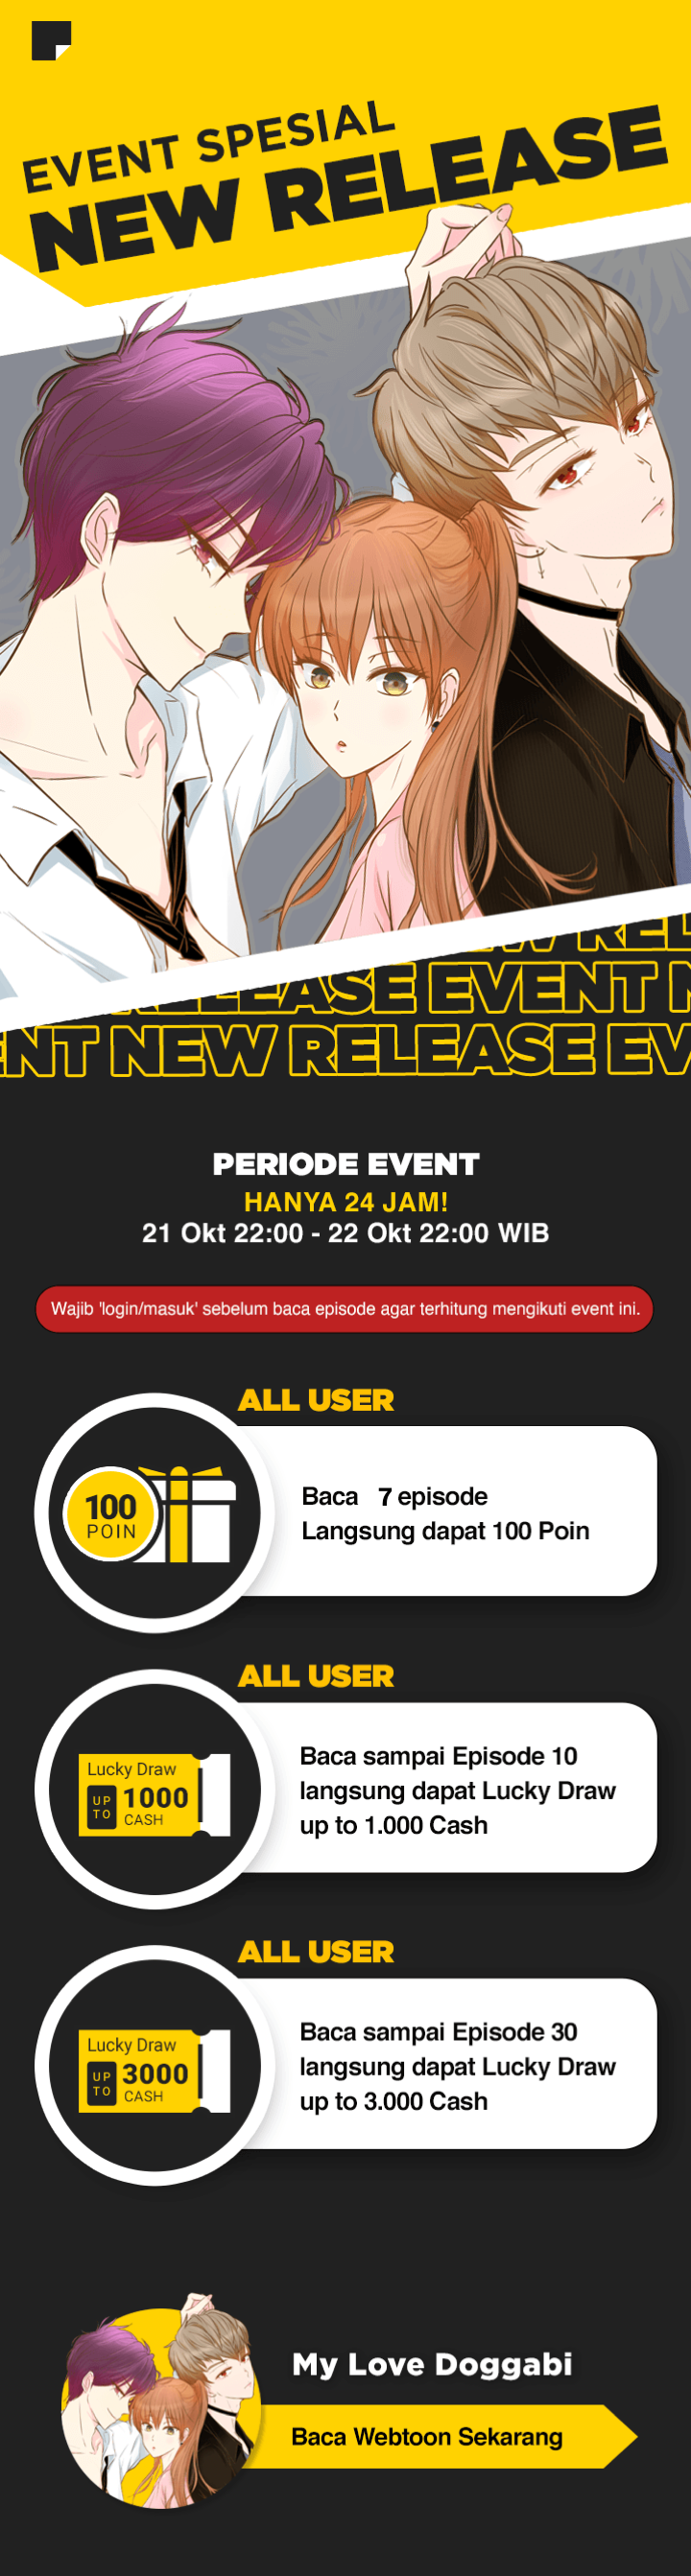 EVENT SPESIAL
NEW RELEASE
EW REL
RELEASE EVENT N
ENT NEW RELEASE EV
PERIODE EVENT
HANYA 24 JAM!
21 Okt 22:00 - 22 Okt 22:00 WIB
Wajib 'login/masuk' sebelum baca episode agar terhitung mengikuti event ini.
ALL USER
100
POIN
Baca 7 episode
Langsung dapat 100 Poin
ALL USER
Lucky Draw
UP TO 1000 CASH
Baca sampai Episode 10
langsung dapat Lucky Draw
up to 1.000 Cash
ALL USER
Lucky Draw
UP TO 3000 CASH
Baca sampai Episode 30
langsung dapat Lucky Draw
up to 3.000 Cash
My Love Doggabi
Baca Webtoon Sekarang